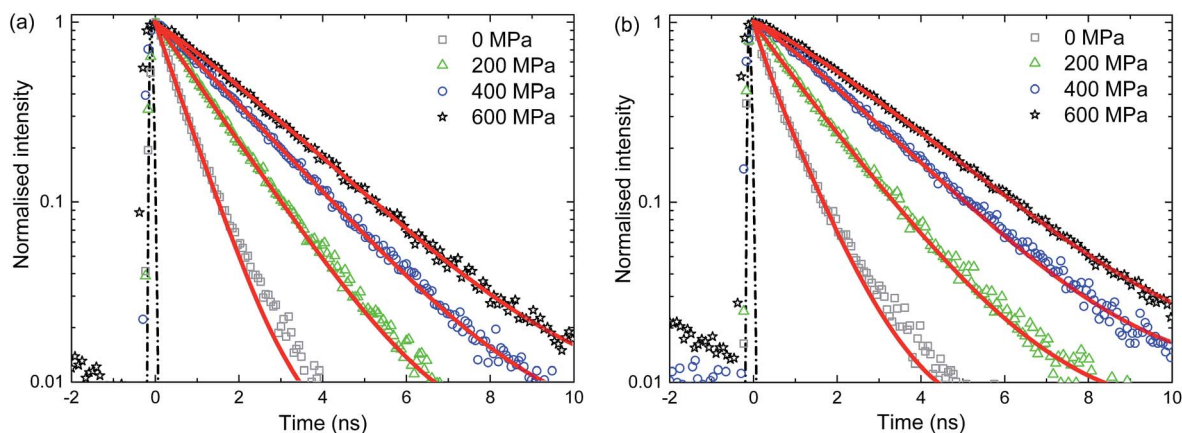 (a)
0 MPa
200 MPa
400 MPa
600 MPa
Normalised intensity
1
0.1
0.01
-2 0 2 4 6 8 10
Time (ns)
(b)
0 MPa
200 MPa
400 MPa
600 MPa
Normalised intensity
1
0.1
0.01
-2 0 2 4 6 8 10
Time (ns)